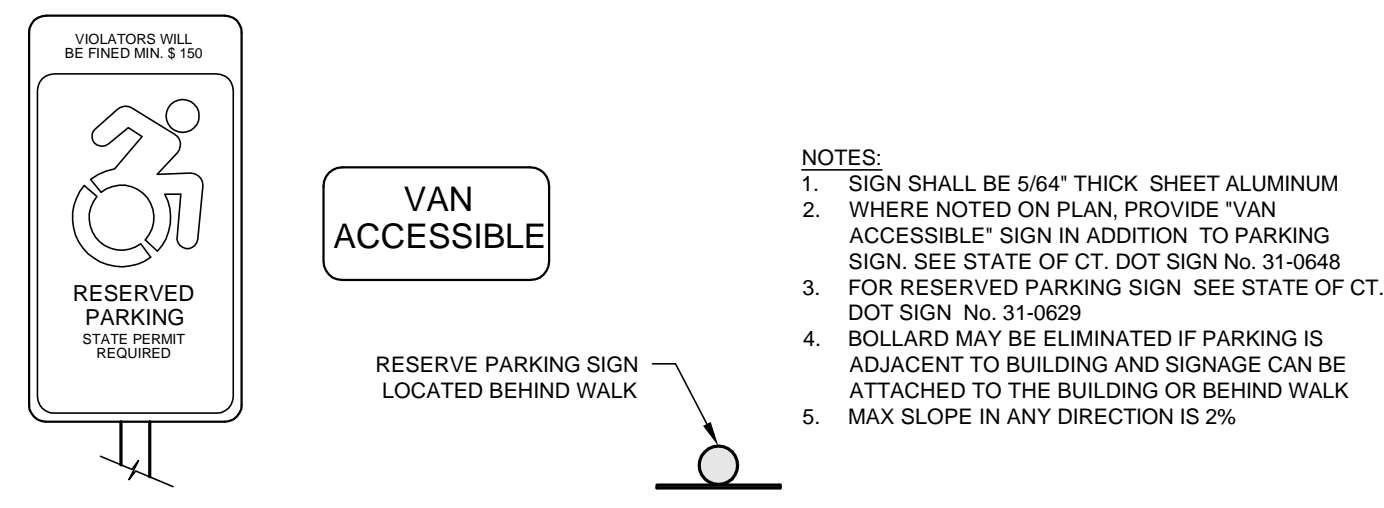 VIOLATORS WILL
BE FINED MIN. $ 150
RESERVED
PARKING
STATE PERMIT
REQUIRED
VAN
ACCESSIBLE
RESERVE PARKING SIGN
LOCATED BEHIND WALK
NOTES:
1. SIGN SHALL BE 5/64" THICK SHEET ALUMINUM
2. WHERE NOTED ON PLAN, PROVIDE "VAN
ACCESSIBLE" SIGN IN ADDITION TO PARKING
SIGN. SEE STATE OF CT. DOT SIGN No. 31-0648
3. FOR RESERVED PARKING SIGN SEE STATE OF CT.
DOT SIGN No. 31-0629
4. BOLLARD MAY BE ELIMINATED IF PARKING IS
ADJACENT TO BUILDING AND SIGNAGE CAN BE
ATTACHED TO THE BUILDING OR BEHIND WALK
5. MAX SLOPE IN ANY DIRECTION IS 2%